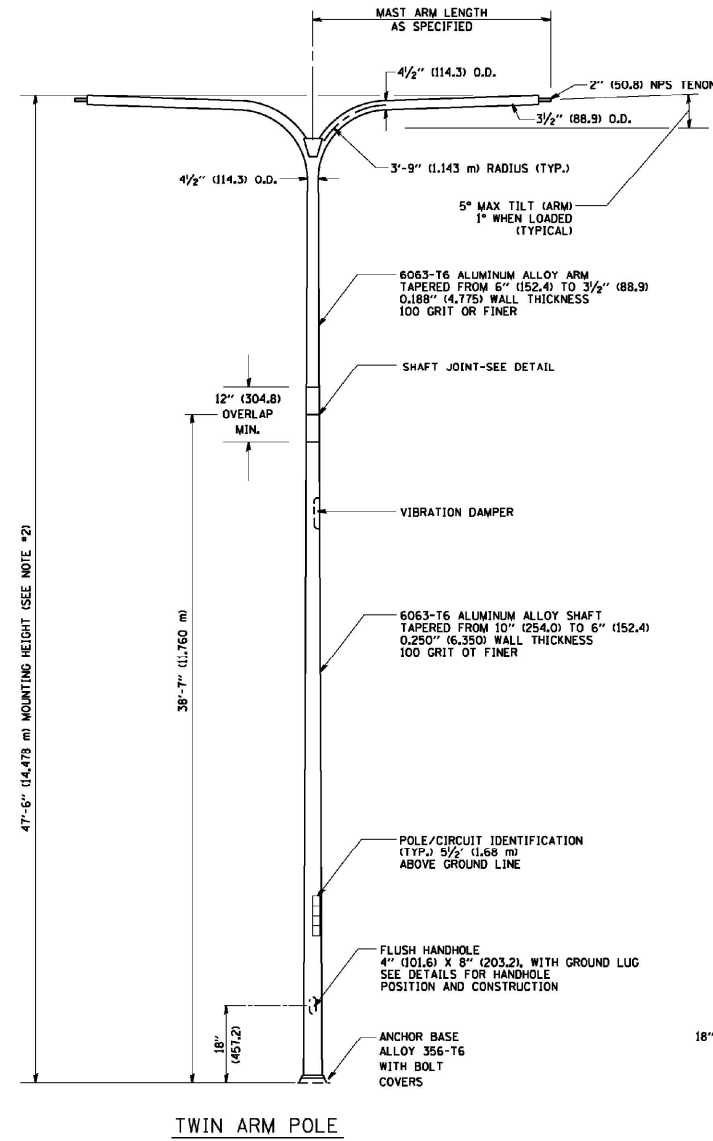 MAST ARM LENGTH
AS SPECIFIED
4½" (114.3) O.D.
2" (50.8) NPS TENON
3½" (88.9) O.D.
3'-9" (1.143 m) RADIUS (TYP.)
4½" (114.3) O.D.
5° MAX TILT (ARM)
1° WHEN LOADED
(TYPICAL)
6063-T6 ALUMINUM ALLOY ARM
TAPERED FROM 6" (152.4) TO 3½" (88.9)
0.188" (4.775) WALL THICKNESS
100 GRIT OR FINER
SHAFT JOINT-SEE DETAIL
12" (304.8)
OVERLAP
MIN.
VIBRATION DAMPER
47'-6" (14.478 m) MOUNTING HEIGHT (SEE NOTE #2)
38'-7" (11.760 m)
6063-T6 ALUMINUM ALLOY SHAFT
TAPERED FROM 10" (254.0) TO 6" (152.4)
0.250" (6.350) WALL THICKNESS
100 GRIT OT FINER
POLE/CIRCUIT IDENTIFICATION
(TYP.) 5½' (1.68 m)
ABOVE GROUND LINE
FLUSH HANDHOLE
4" (101.6) X 8" (203.2), WITH GROUND LUG
SEE DETAILS FOR HANDHOLE
POSITION AND CONSTRUCTION
18"
(457.2)
ANCHOR BASE
ALLOY 356-T6
WITH BOLT
COVERS
18"
TWIN ARM POLE